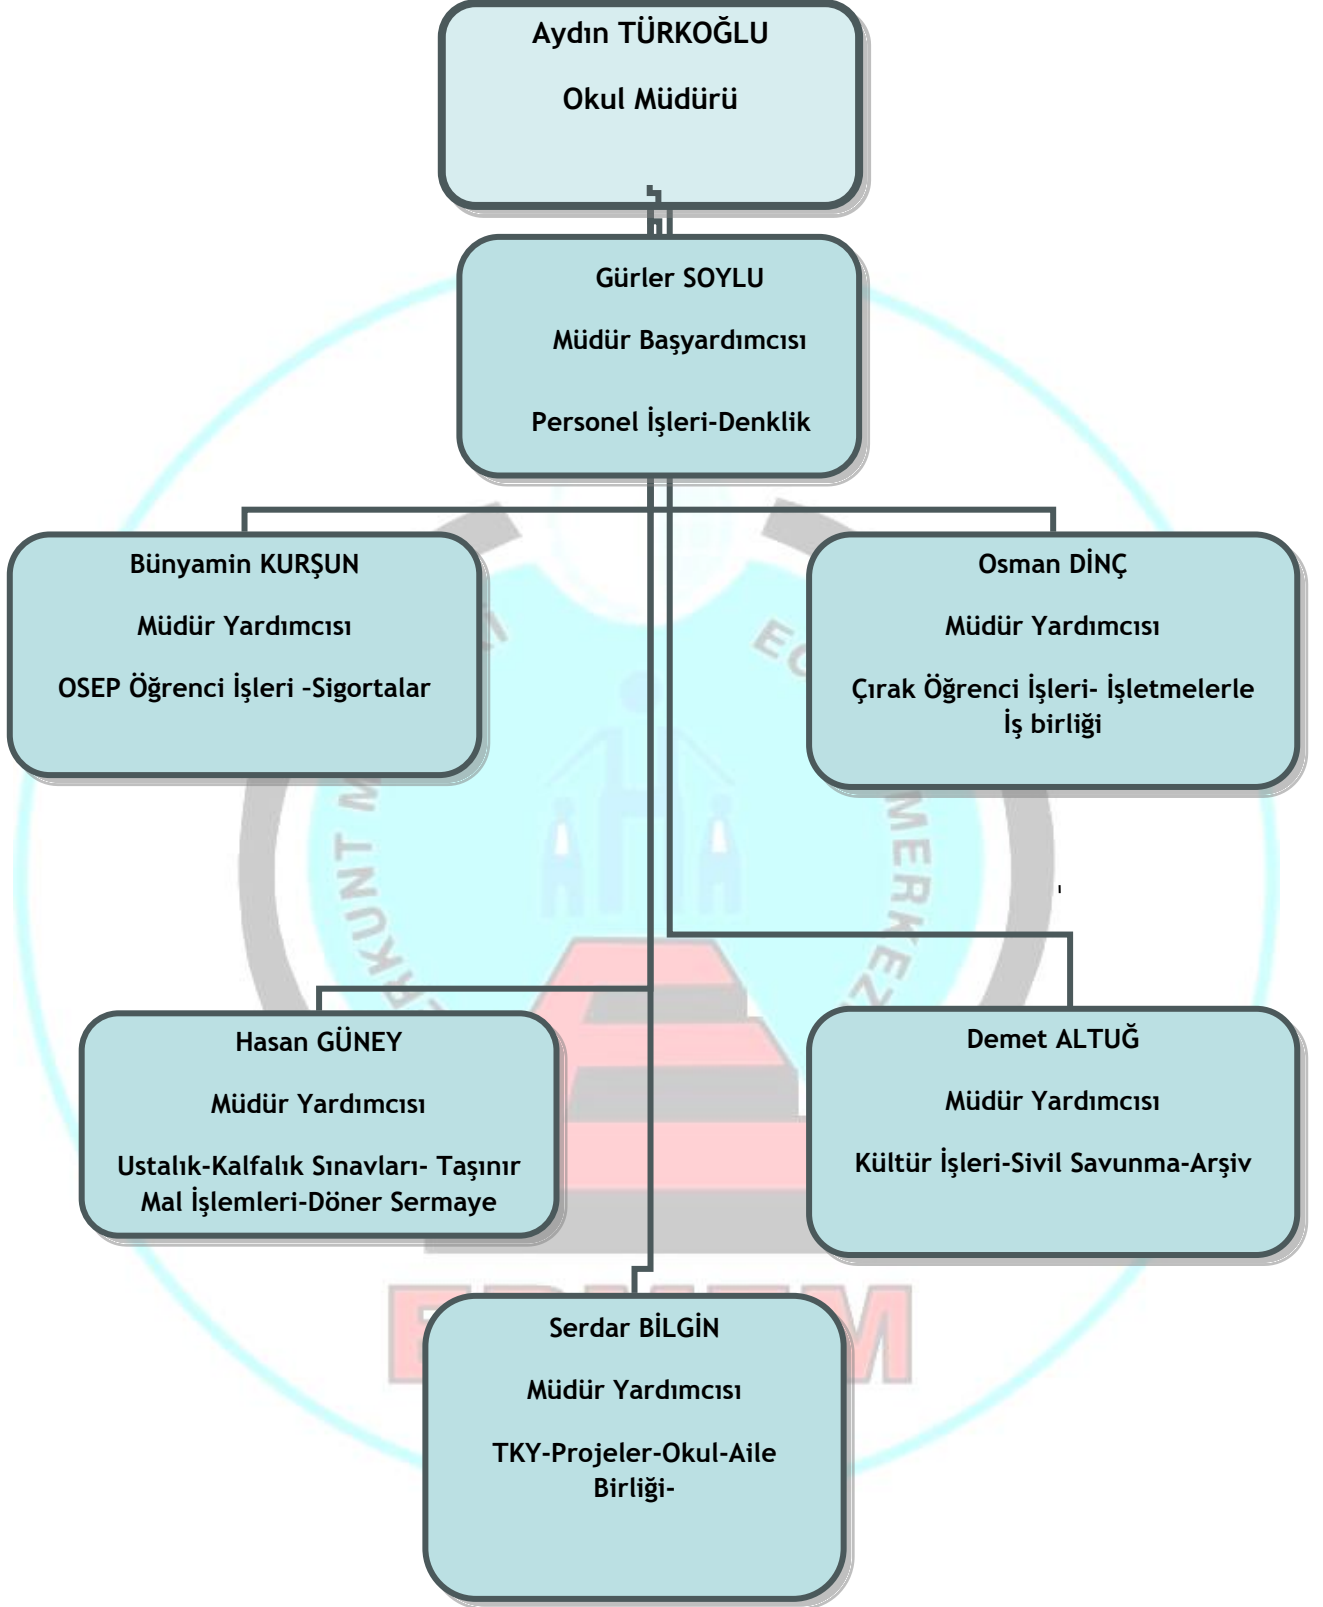 Aydın TÜRKOĞLU
Okul Müdürü
Gürler SOYLU
Müdür Başyardımcısı
Personel İşleri-Denklik
Bünyamin KURŞUN
Müdür Yardımcısı
OSEP Öğrenci İşleri –Sigortalar
Osman DİNÇ
Müdür Yardımcısı
Çırak Öğrenci İşleri- İşletmelerle
İş birliği
Hasan GÜNEY
Müdür Yardımcısı
Ustalık-Kalfalık Sınavları- Taşınır
Mal İşlemleri-Döner Sermaye
Demet ALTUĞ
Müdür Yardımcısı
Kültür İşleri-Sivil Savunma-Arşiv
Serdar BİLGİN
Müdür Yardımcısı
TKY-Projeler-Okul-Aile
Birliği-